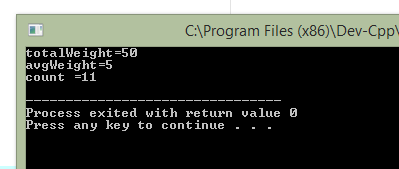 C:\Program Files (x86)\Dev-Cpp\
totalWeight=50
avgWeight=5
count =11
--------------------------------
Process exited with return value 0
Press any key to continue . . .